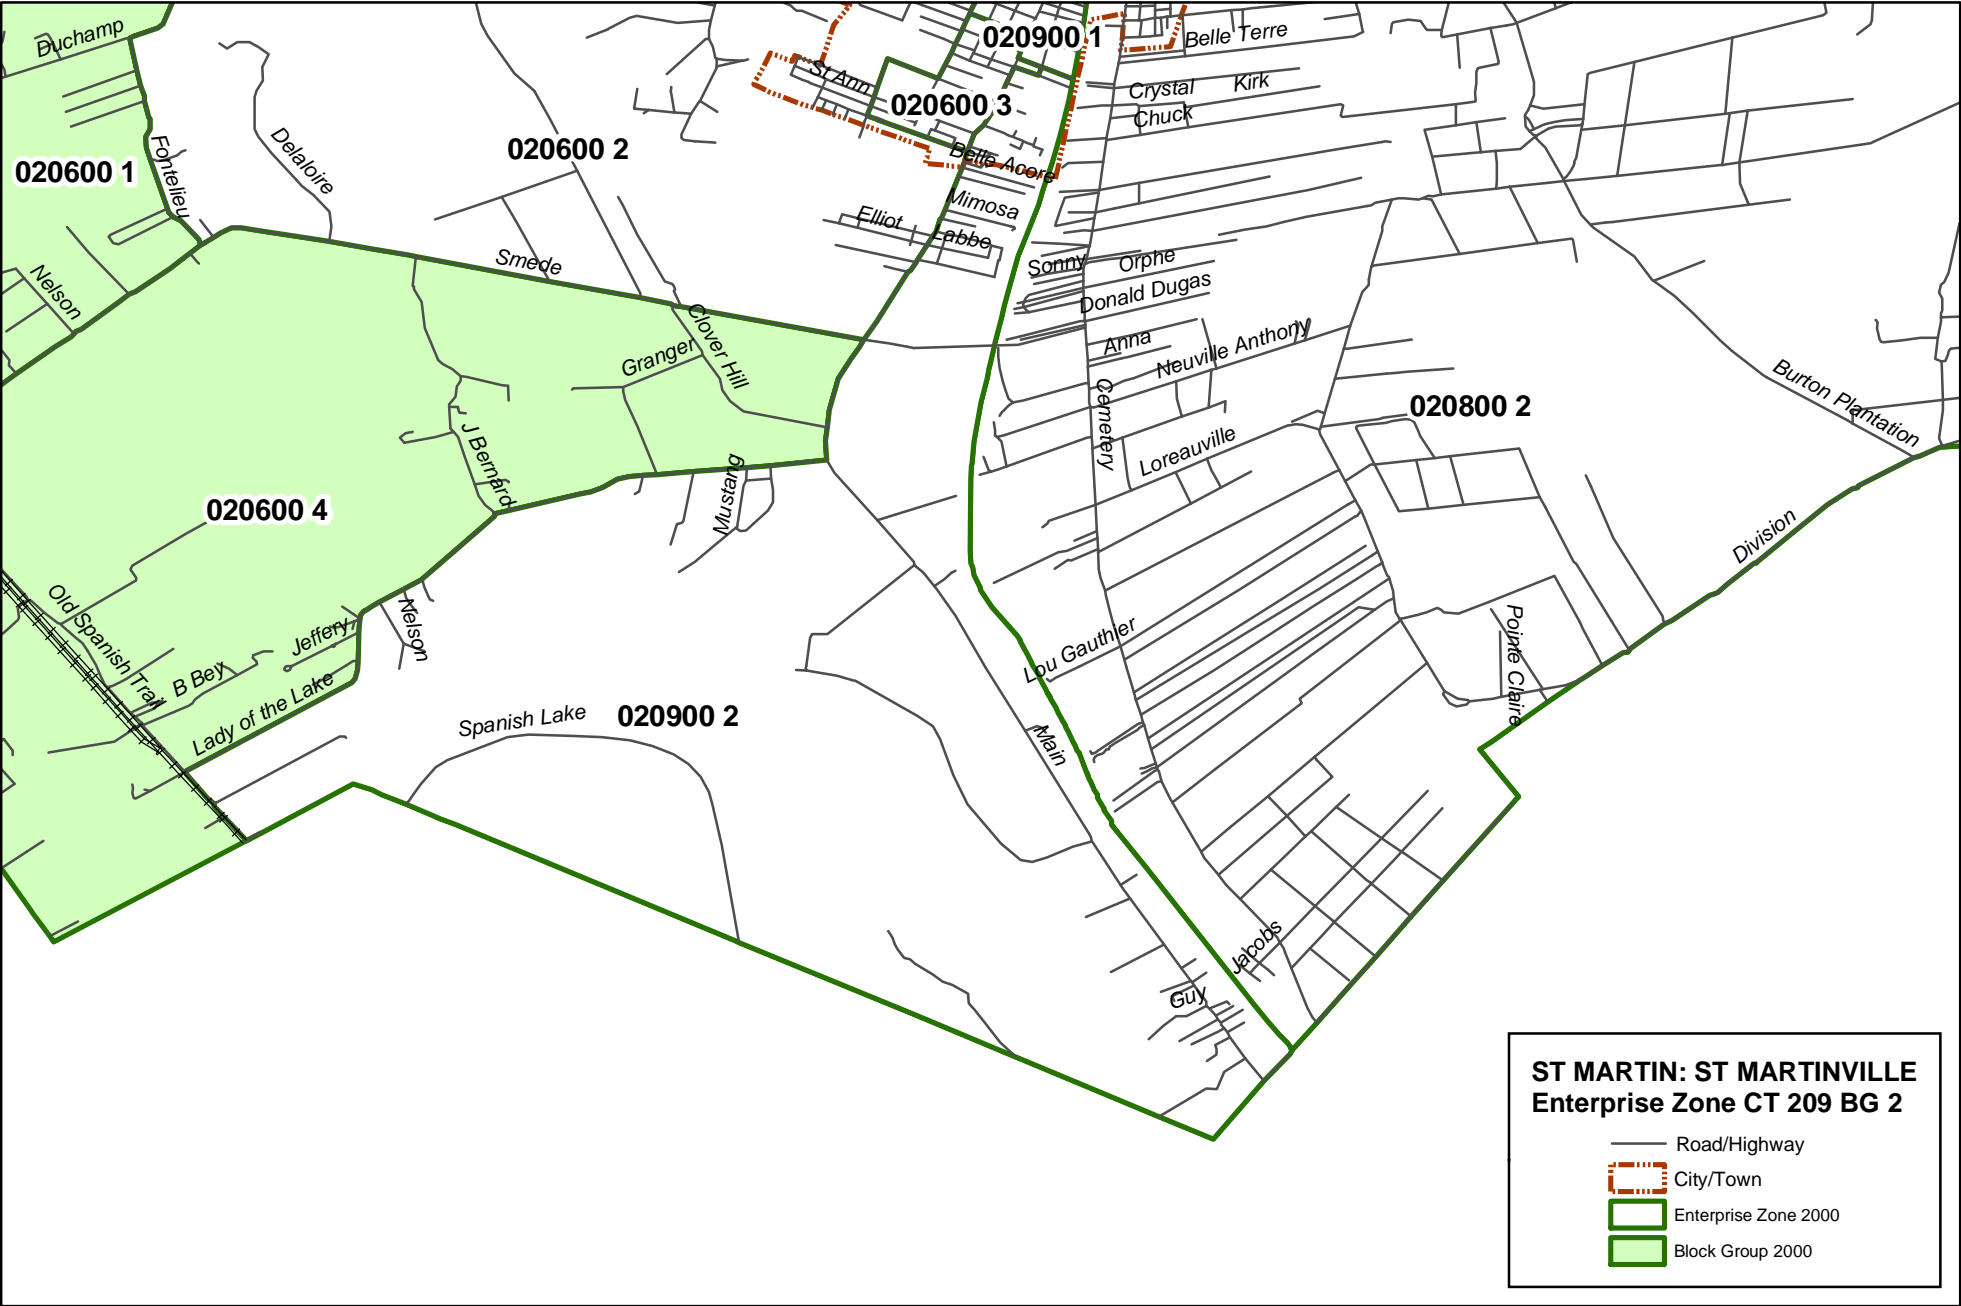 Duchamp
020900 1
Belle Terre
St Ann
020600 3
Crystal
Kirk
Chuck
020600 1
Fontelieu
Delaloire
020600 2
Belle Acore
Mimosa
Elliot
Labbe
Nelson
Smede
Sonny
Orphe
Donald Dugas
Clover Hill
Granger
Anna
Neuville Anthony
Cemetery
020800 2
Burton Plantation
J Bernard
Mustang
Loreauville
020600 4
Division
Old Spanish Trail
Jeffery
Nelson
B Bey
Lady of the Lake
Lou Gauthier
Pointe Claire
Spanish Lake
020900 2
Main
Jacobs
Guy
ST MARTIN: ST MARTINVILLE
Enterprise Zone CT 209 BG 2
Road/Highway
City/Town
Enterprise Zone 2000
Block Group 2000